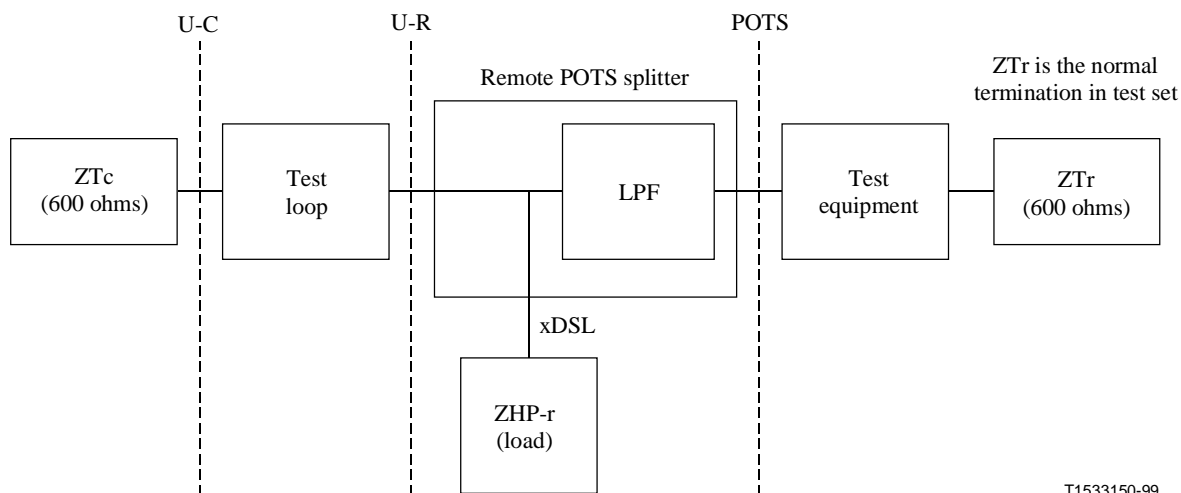 U-C
U-R
POTS
Remote POTS splitter
ZTr is the normal
termination in test set
ZTc
(600 ohms)
Test
loop
LPF
Test
equipment
ZTr
(600 ohms)
xDSL
ZHP-r
(load)
T1533150-99